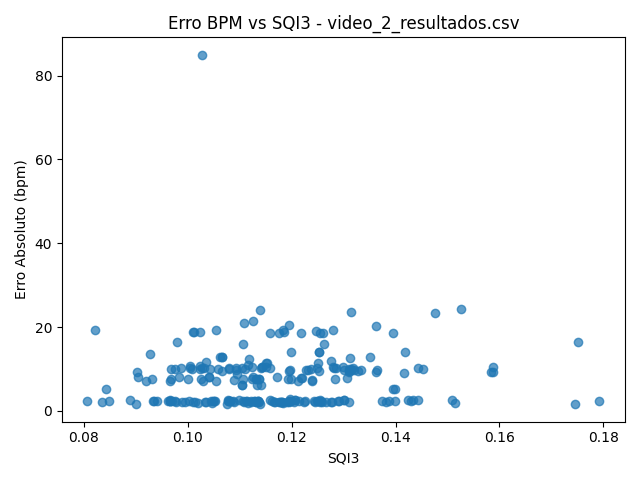 Erro BPM vs SQI3 - video_2_resultados.csv
Erro Absoluto (bpm)
80
60
40
20
0
0.08 0.10 0.12 0.14 0.16 0.18
SQI3